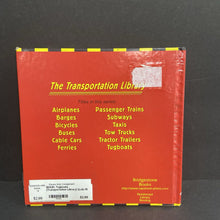 The Transportation Library
Titles in this series:
Airplanes
Barges
Bicycles
Buses
Cable Cars
Ferries
Passenger Trains
Subways
Taxis
Tow Trucks
Tractor Trailers
Tugboats
Bridgestone
Books
$2.99